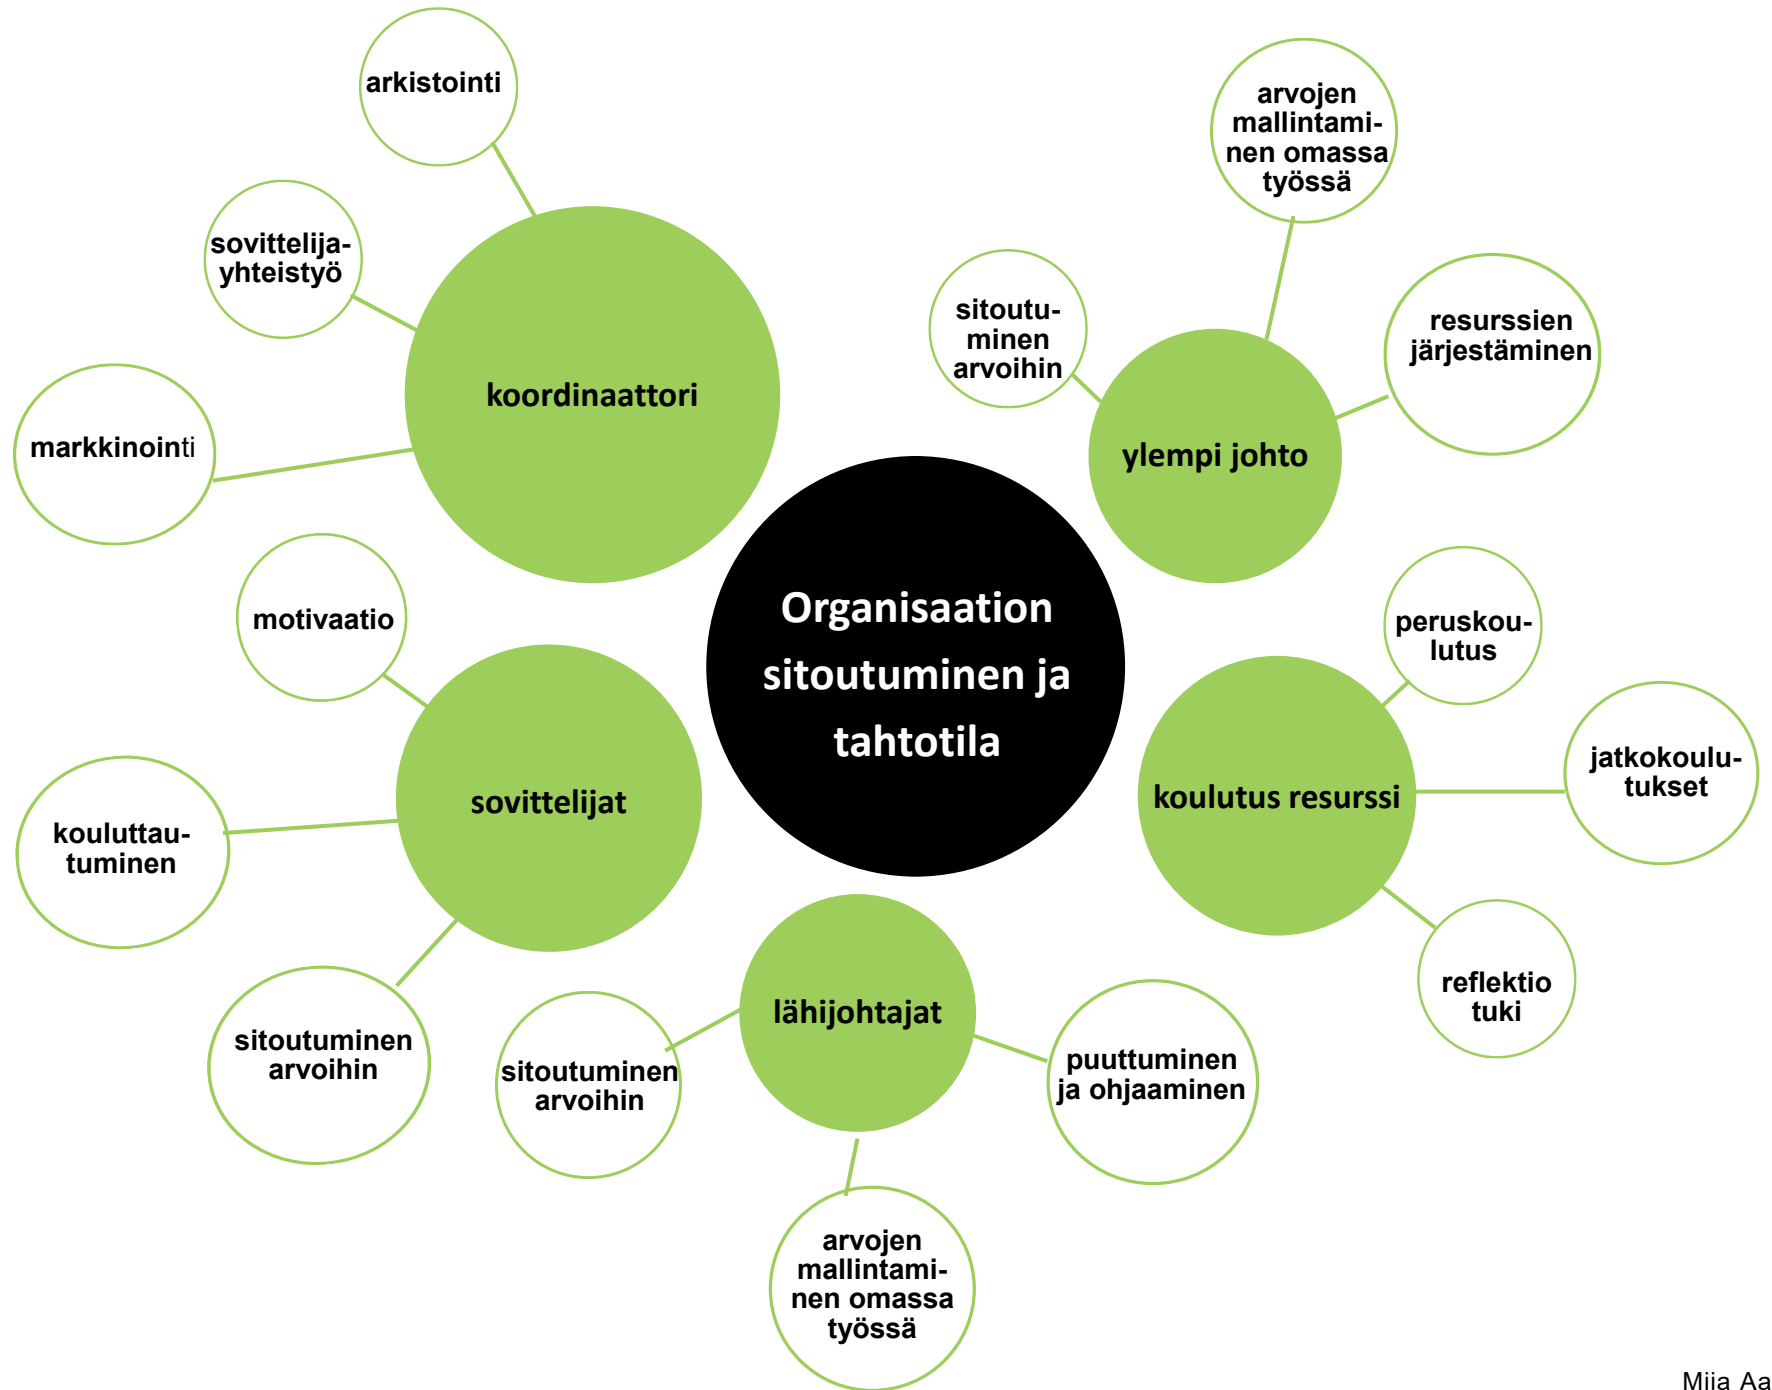 arkistointi
sovittelija-
yhteistyö
markkinointi
koordinaattori
arvojen
mallintami-
nen omassa
työssä
sitoutu-
minen
arvoihin
resurssien
järjestäminen
ylempi johto
Organisaation
sitoutuminen ja
tahtotila
motivaatio
kouluttau-
tuminen
sovittelijat
sitoutuminen
arvoihin
peruskou-
lutus
jatkokoulu-
tukset
koulutus resurssi
reflektio
tuki
lähijohtajat
sitoutuminen
arvoihin
puuttuminen
ja ohjaaminen
arvojen
mallintami-
nen omassa
työssä
Miia Aa